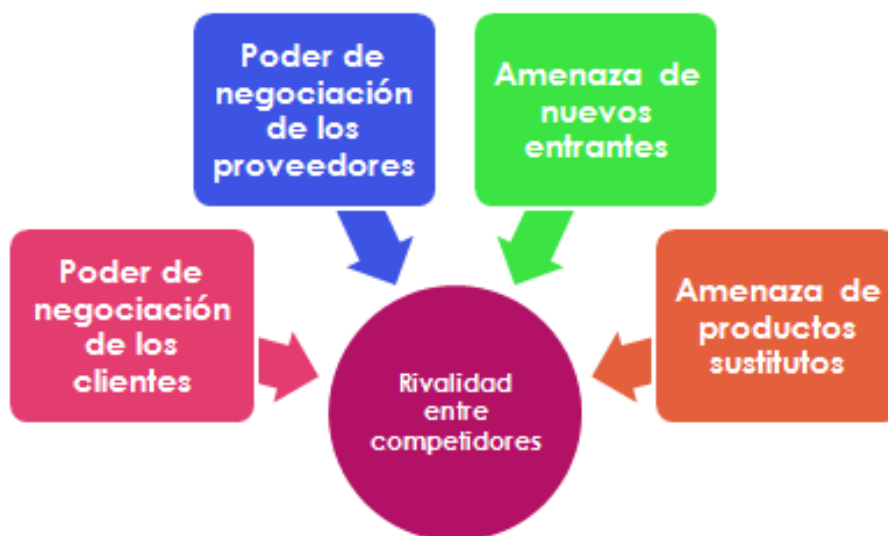 Poder de
negociación
de los
proveedores
Amenaza de
nuevos
entrantes
Poder de
negociación
de los
clientes
Amenaza de
productos
sustitutos
Rivalidad
entre
competidores